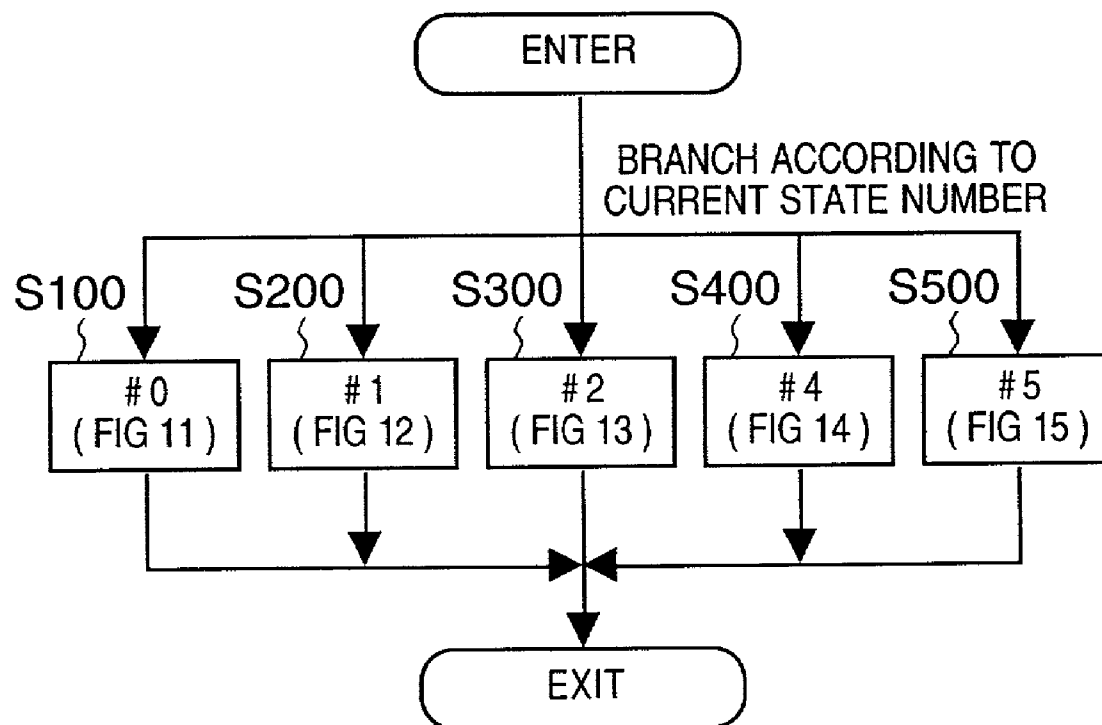 ENTER
BRANCH ACCORDING TO
CURRENT STATE NUMBER
S100
S200
S300
S400
S500
#0
(FIG 11)
#1
(FIG 12)
#2
(FIG 13)
#4
(FIG 14)
#5
(FIG 15)
EXIT